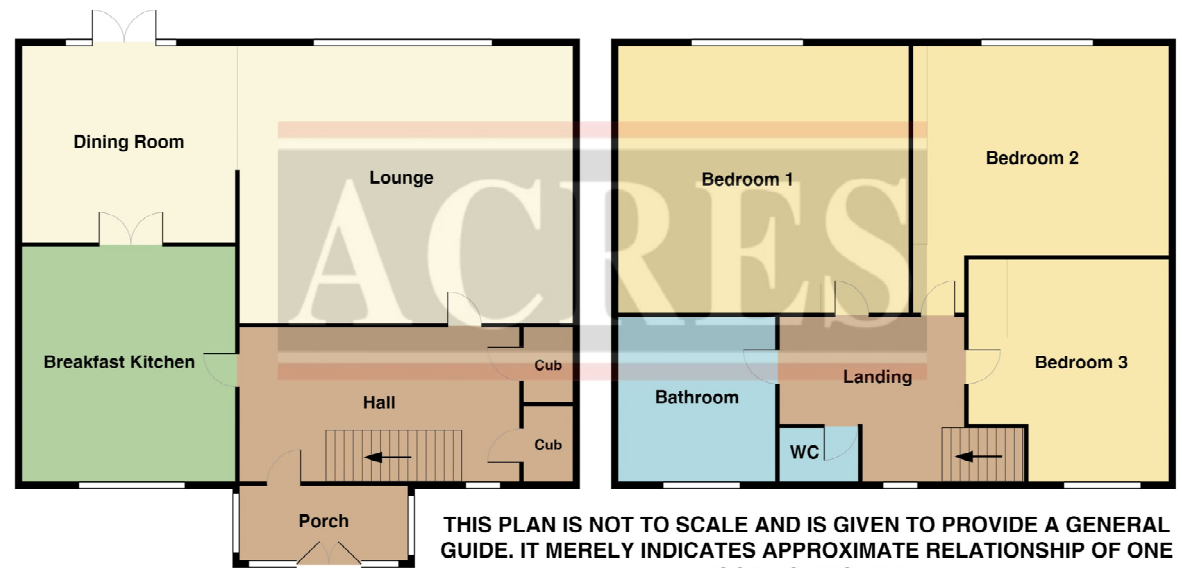 Dining Room
Lounge
Breakfast Kitchen
Hall
Cub
Cub
Porch
Bedroom 1
Bedroom 2
Bedroom 3
Bathroom
Landing
WC
ACRES
THIS PLAN IS NOT TO SCALE AND IS GIVEN TO PROVIDE A GENERAL
GUIDE. IT MERELY INDICATES APPROXIMATE RELATIONSHIP OF ONE